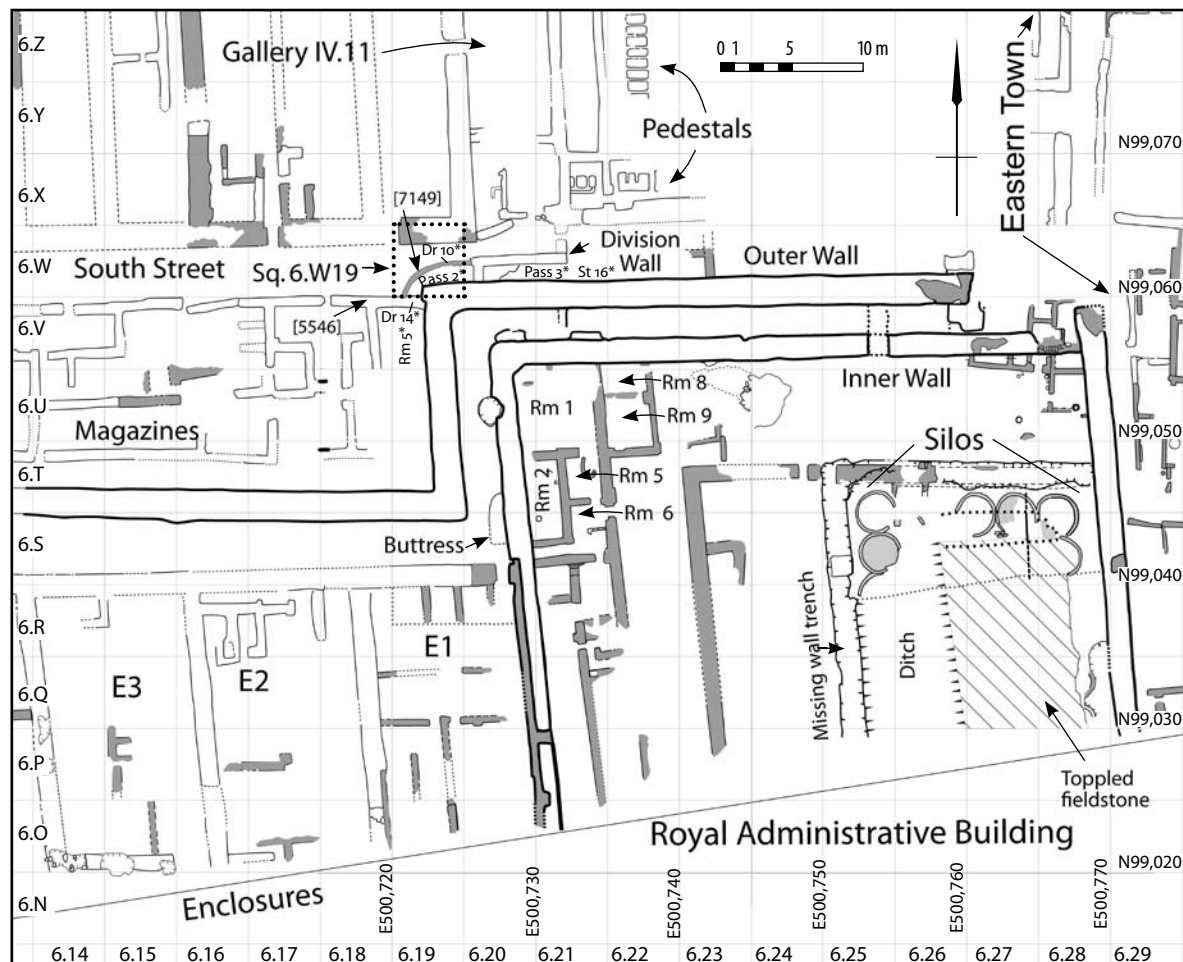 6.Z
6.Y
6.X
6.W
6.V
6.U
6.T
6.S
6.R
6.Q
6.P
6.O
6.N
Gallery IV.11
0 1 5 10 m
Pedestals
Eastern Town
N99,070
[7149]
Dr 10*
Pass 2*
South Street
Sq. 6.W19
Division
Wall
Pass 3* St 16*
Outer Wall
N99,060
[5546]
Dr 14*
Rm 5*
Inner Wall
Rm 8
Rm 1
Rm 9
Magazines
N99,050
Silos
Rm 2
Rm 5
Rm 6
Buttress
N99,040
Missing wall trench
Ditch
E1
E2
E3
N99,030
Toppled
fieldstone
Royal Administrative Building
N99,020
Enclosures
E500,720
E500,730
E500,740
E500,750
E500,760
E500,770
6.14 6.15 6.16 6.17 6.18 6.19 6.20 6.21 6.22 6.23 6.24 6.25 6.26 6.27 6.28 6.29